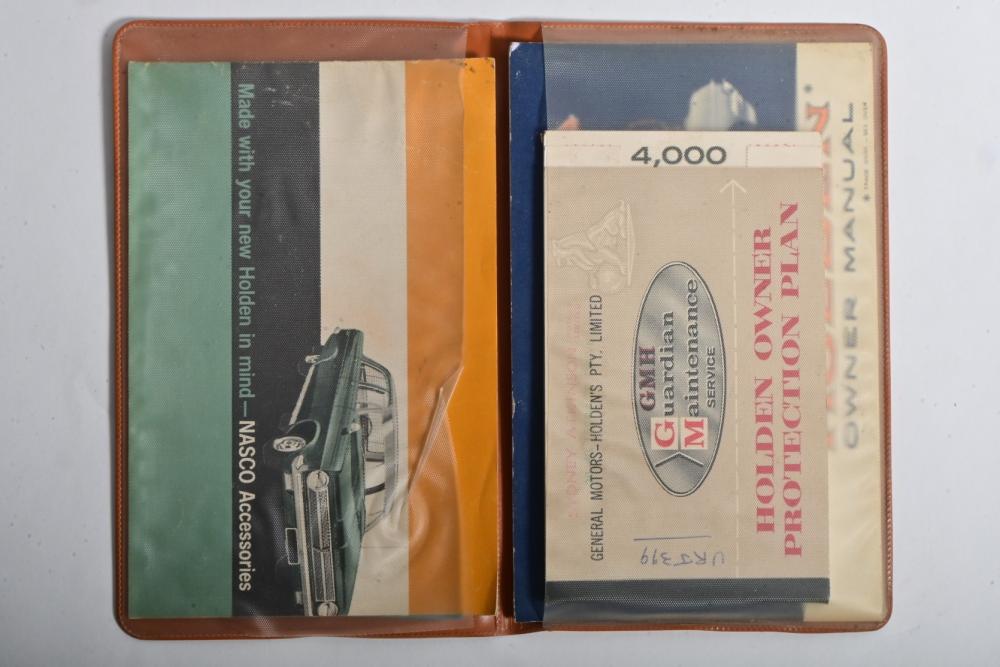 Made with your new Holden in mind—NASCO Accessories
4,000
HOLDEN OWNER
PROTECTION PLAN
GMH
Guardian
Maintenance
SERVICE
GENERAL MOTORS–HOLDEN'S PTY. LIMITED
URJ319
OWNER MANUAL